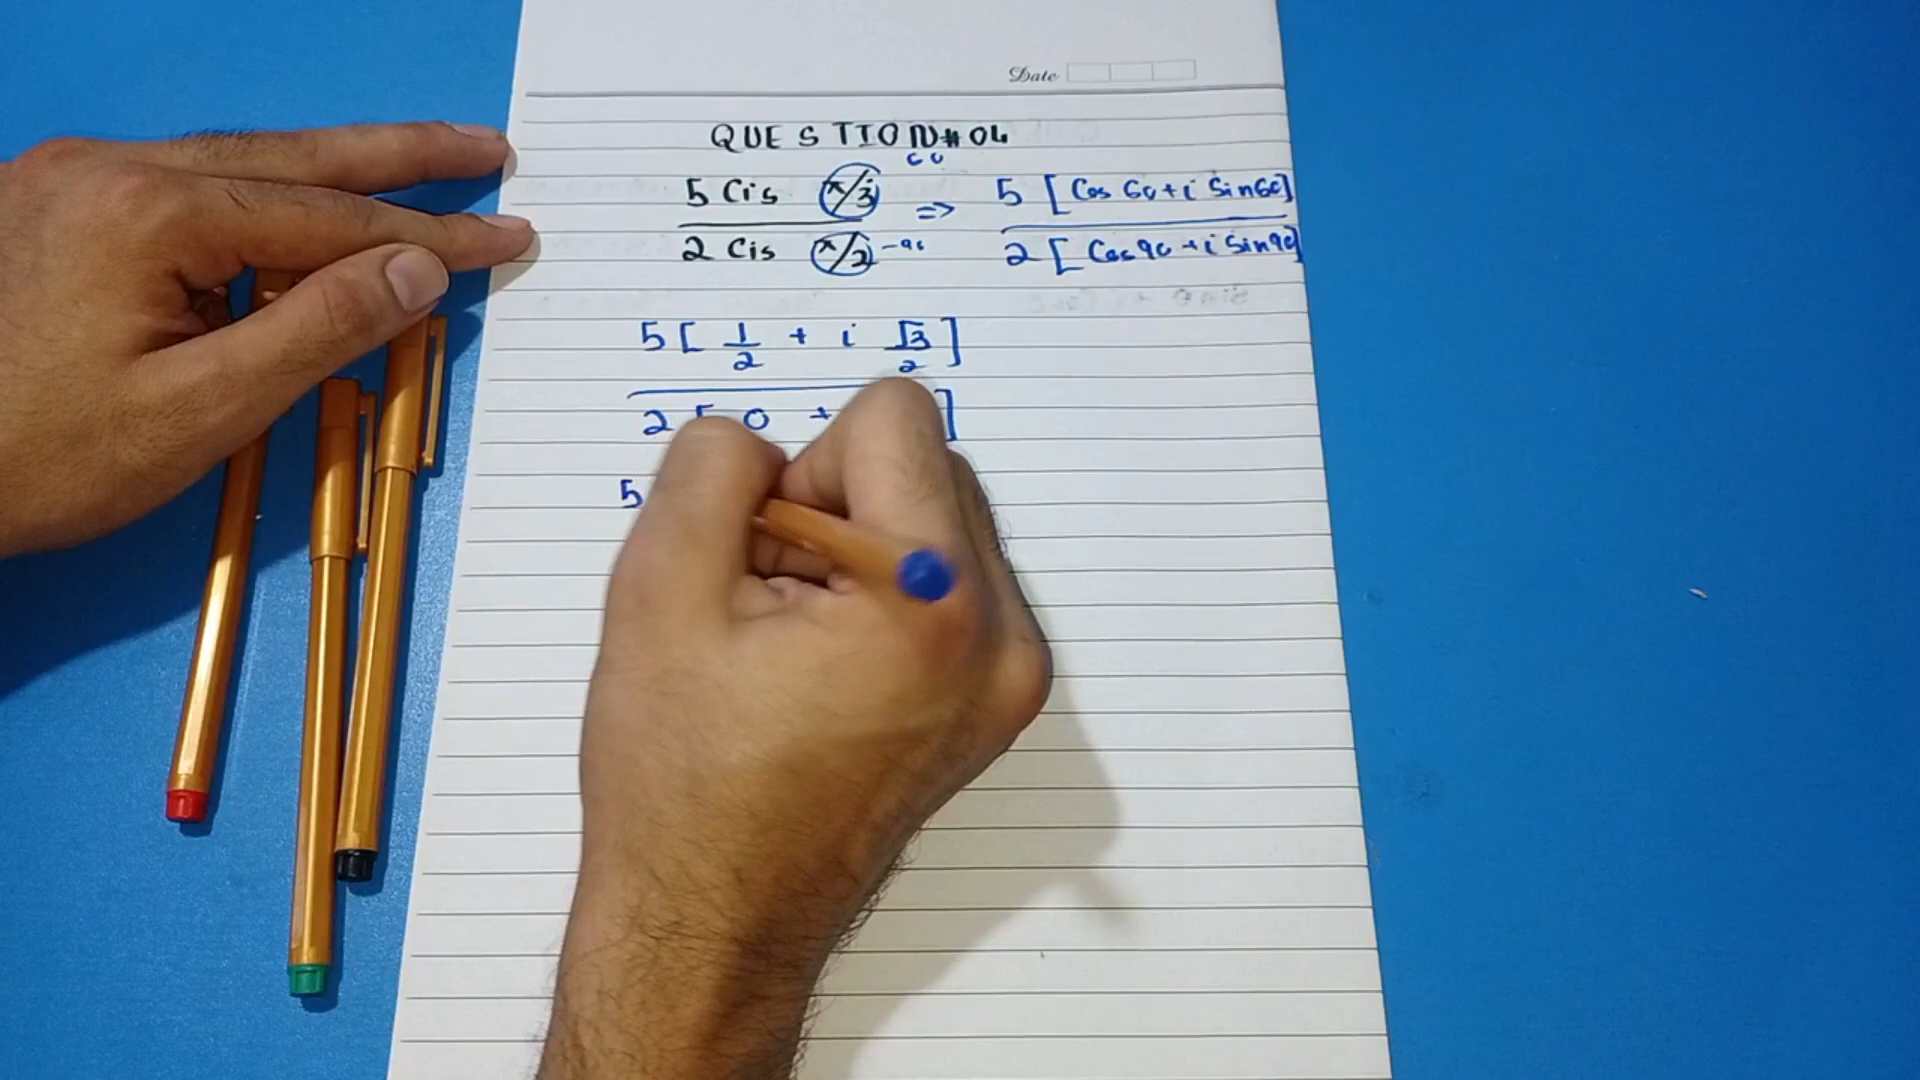 Date
QUESTION#04
60
5 Cis π/3 => 5 [Cos 60+i Sin60]
2 Cis π/2 -90 2 [Cos90 +i Sin90]
5 [ 1/2 + i √3/2 ]
2 [ 0 + ]
5